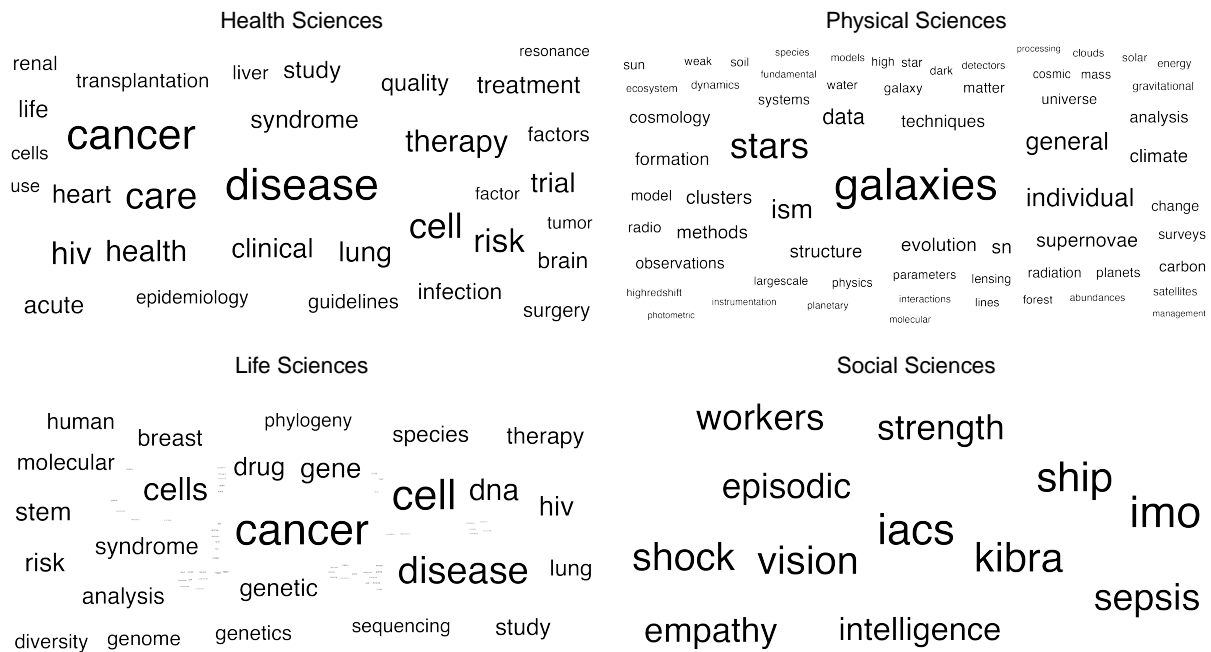 Health Sciences
resonance
renal
transplantation
liver
study
quality
treatment
life
cancer
syndrome
therapy
factors
cells
use
heart
care
disease
factor
trial
cell
tumor
hiv
health
clinical
lung
risk
brain
acute
epidemiology
guidelines
infection
surgery
Physical Sciences
sun
weak
soil
species
models
high
star
dark
detectors
processing
clouds
solar
energy
ecosystem
dynamics
fundamental
water
galaxy
matter
cosmic
mass
gravitational
systems
universe
cosmology
data
techniques
analysis
stars
general
formation
climate
model
clusters
galaxies
individual
change
ism
radio
methods
structure
evolution
sn
supernovae
surveys
observations
largescale
physics
parameters
lensing
radiation
planets
carbon
highredshift
instrumentation
planetary
interactions
lines
forest
abundances
satellites
photometric
molecular
management
Life Sciences
human
breast
phylogeny
species
therapy
molecular
drug
gene
cells
cell
dna
hiv
stem
cancer
syndrome
risk
disease
lung
analysis
genetic
diversity
genome
genetics
sequencing
study
Social Sciences
workers
strength
episodic
ship
imo
iacs
shock
vision
kibra
sepsis
empathy
intelligence